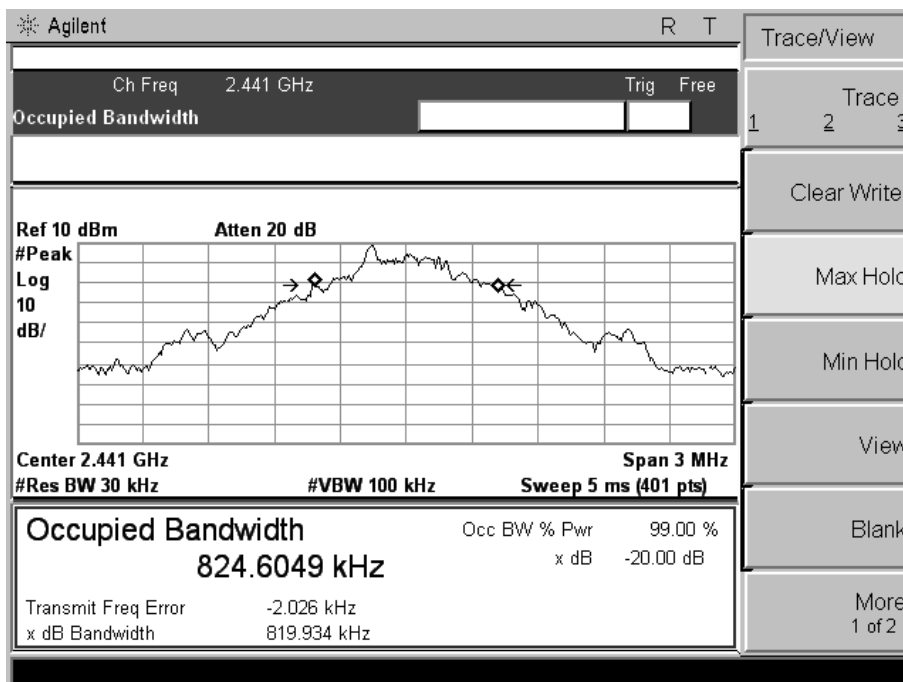 Agilent R T
Ch Freq 2.441 GHz Trig Free
Occupied Bandwidth
Ref 10 dBm Atten 20 dB
#Peak
Log
10
dB/
Center 2.441 GHz Span 3 MHz
#Res BW 30 kHz #VBW 100 kHz Sweep 5 ms (401 pts)
Occupied Bandwidth
824.6049 kHz
Occ BW % Pwr 99.00 %
x dB -20.00 dB
Transmit Freq Error -2.026 kHz
x dB Bandwidth 819.934 kHz
Trace/View
Trace
1 2 3
Clear Write
Max Hold
Min Hold
View
Blank
More
1 of 2